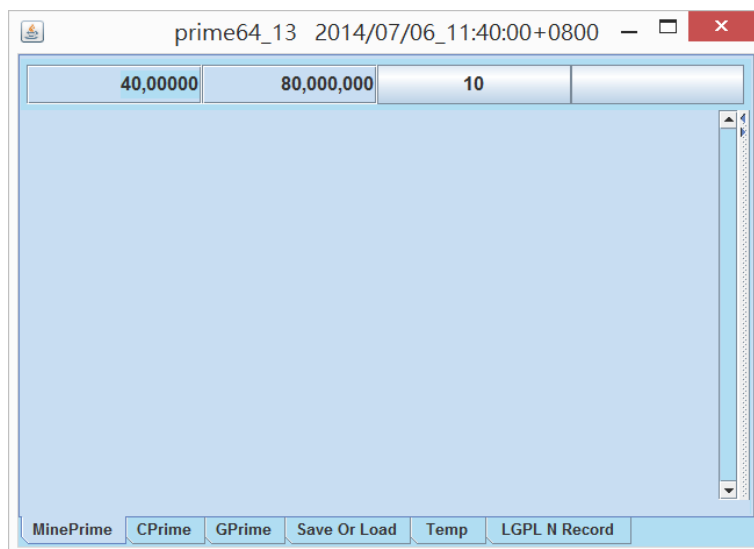 prime64_13 2014/07/06_11:40:00+0800
40,00000 80,000,000 10
MinePrime CPrime GPrime Save Or Load Temp LGPL N Record